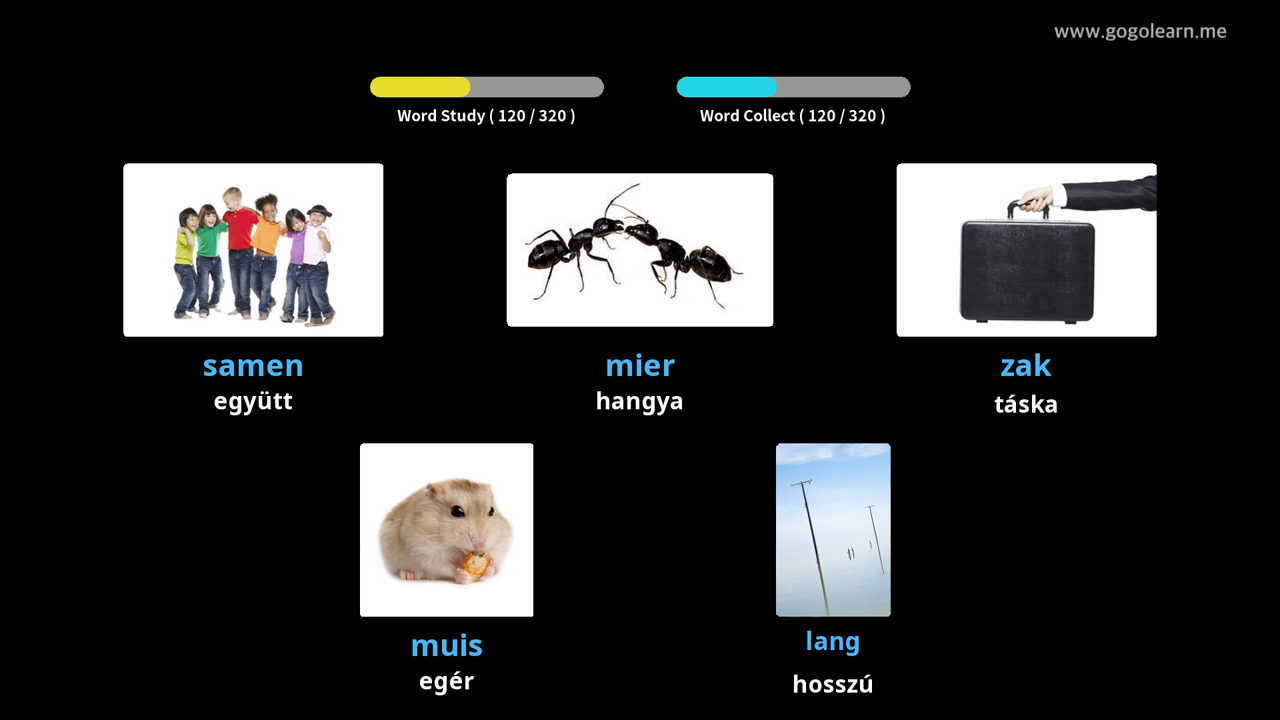 www.gogolearn.me
Word Study ( 120 / 320 )
Word Collect ( 120 / 320 )
samen
együtt
mier
hangya
zak
táska
muis
egér
lang
hosszú